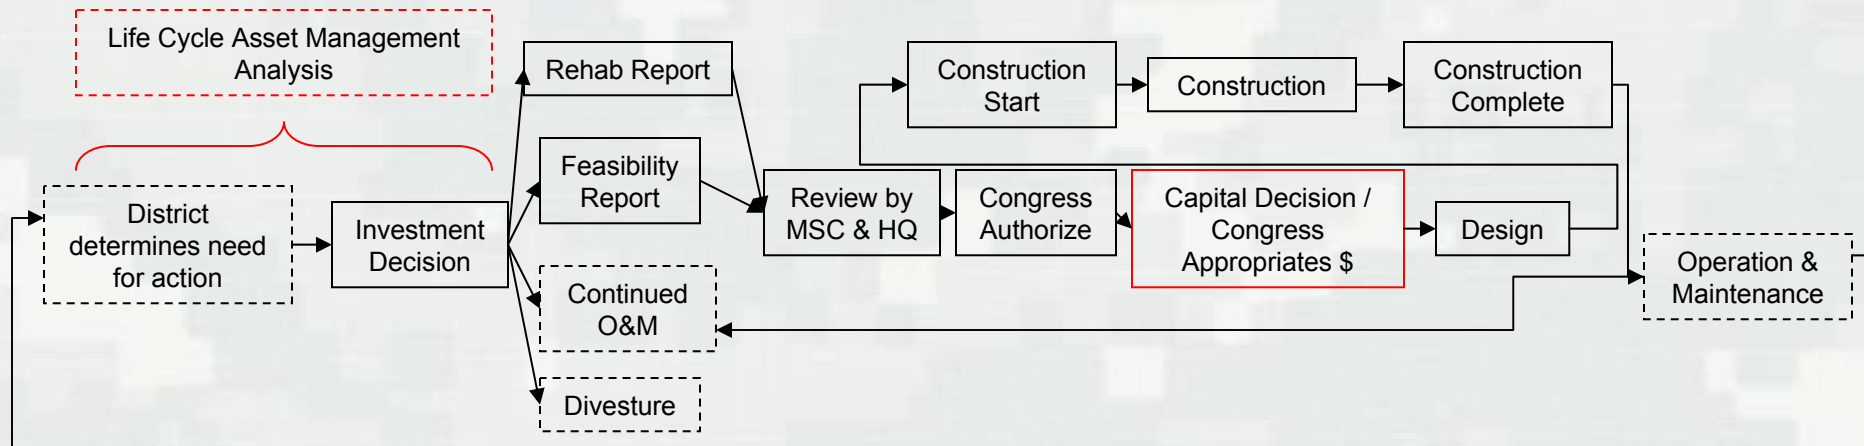 Life Cycle Asset Management
Analysis
District
determines need
for action
Investment
Decision
Rehab Report
Feasibility
Report
Continued
O&M
Divesture
Review by
MSC & HQ
Congress
Authorize
Capital Decision /
Congress
Appropriates $
Design
Construction
Start
Construction
Construction
Complete
Operation &
Maintenance